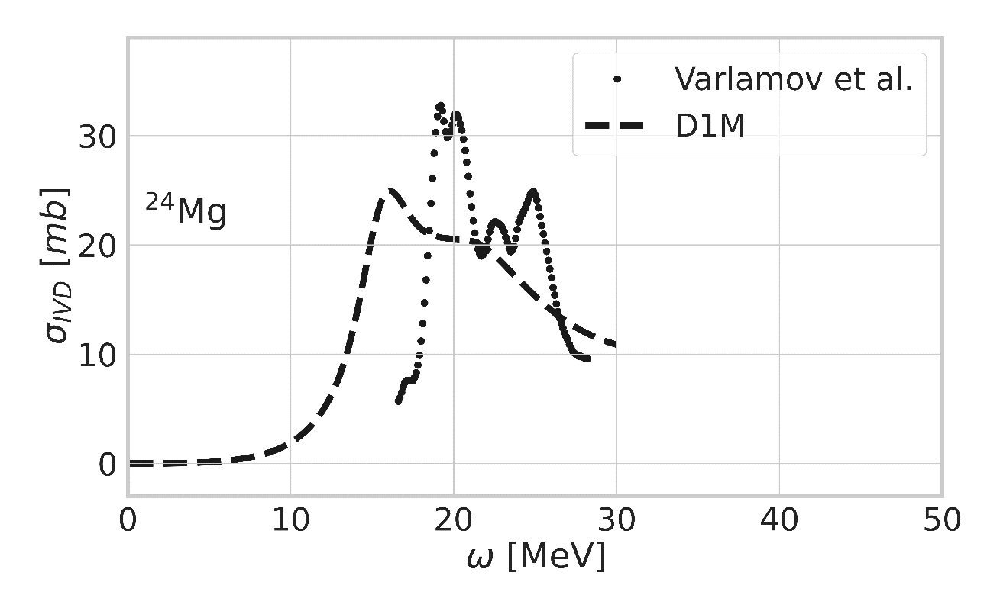 Varlamov et al.
D1M
²⁴Mg
σ_IVD [mb]
30
20
10
0
0 10 20 30 40 50
ω [MeV]